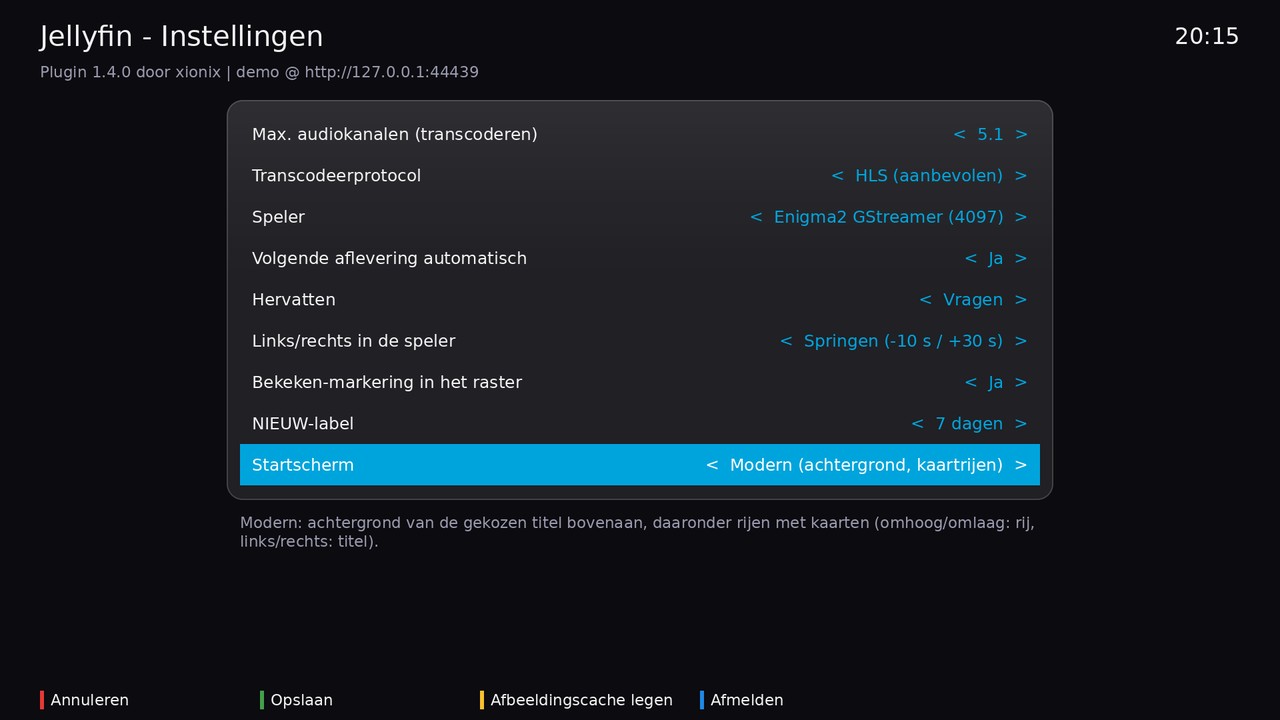 Jellyfin - Instellingen
20:15
Plugin 1.4.0 door xionix | demo @ http://127.0.0.1:44439
Max. audiokanalen (transcoderen) < 5.1 >
Transcodeerprotocol < HLS (aanbevolen) >
Speler < Enigma2 GStreamer (4097) >
Volgende aflevering automatisch < Ja >
Hervatten < Vragen >
Links/rechts in de speler < Springen (-10 s / +30 s) >
Bekeken-markering in het raster < Ja >
NIEUW-label < 7 dagen >
Startscherm < Modern (achtergrond, kaartrijen) >
Modern: achtergrond van de gekozen titel bovenaan, daaronder rijen met kaarten (omhoog/omlaag: rij,
links/rechts: titel).
Annuleren Opslaan Afbeeldingscache legen Afmelden